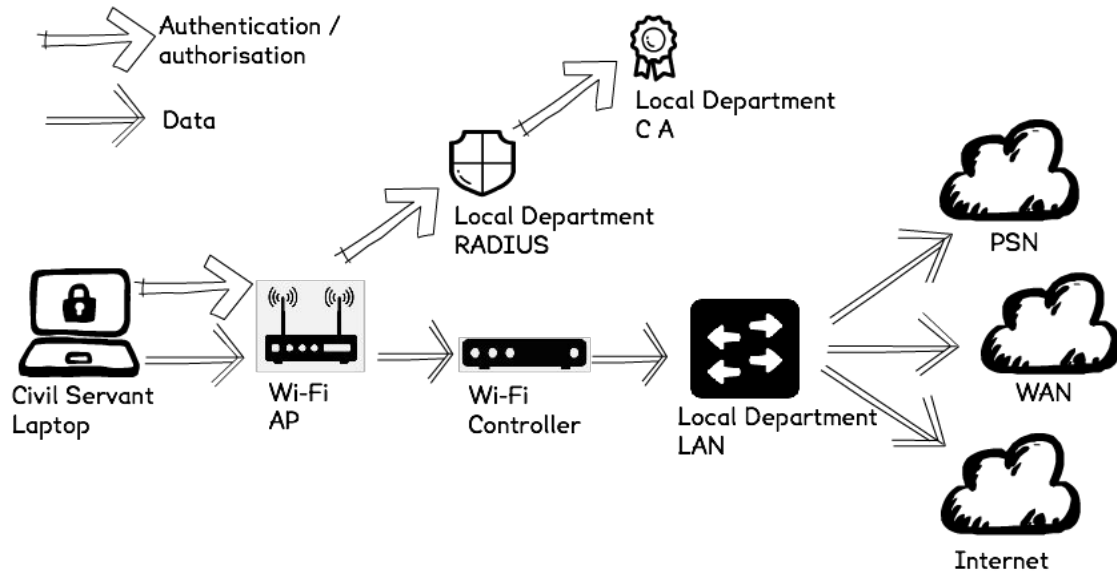 Authentication /
authorisation
Data
Local Department
C A
Local Department
RADIUS
PSN
Civil Servant
Laptop
Wi-Fi
AP
Wi-Fi
Controller
Local Department
LAN
WAN
Internet